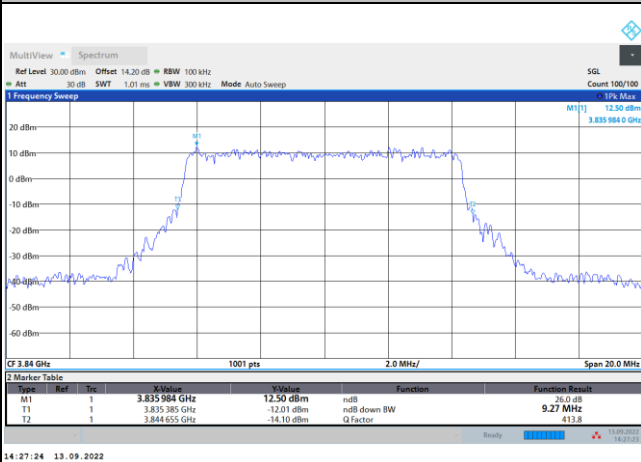 MultiView Spectrum
Ref Level 30.00 dBm Offset 14.20 dB RBW 100 kHz SGL
Att 30 dB SWT 1.01 ms VBW 300 kHz Mode Auto Sweep Count 100/100
1 Frequency Sweep 1Pk Max
M1[1] 12.50 dBm
3.835 984 0 GHz
20 dBm
M1
10 dBm
0 dBm
T1
-10 dBm
T2
-20 dBm
-30 dBm
-40 dBm
-50 dBm
-60 dBm
CF 3.84 GHz 1001 pts 2.0 MHz/ Span 20.0 MHz
2 Marker Table
Type Ref Trc X-Value Y-Value Function Function Result
M1 1 3.835 984 GHz 12.50 dBm ndB 26.0 dB
T1 1 3.835 385 GHz -12.01 dBm ndB down BW 9.27 MHz
T2 1 3.844 655 GHz -14.10 dBm Q Factor 413.8
Ready 13.09.2022
14:27:23
14:27:24 13.09.2022